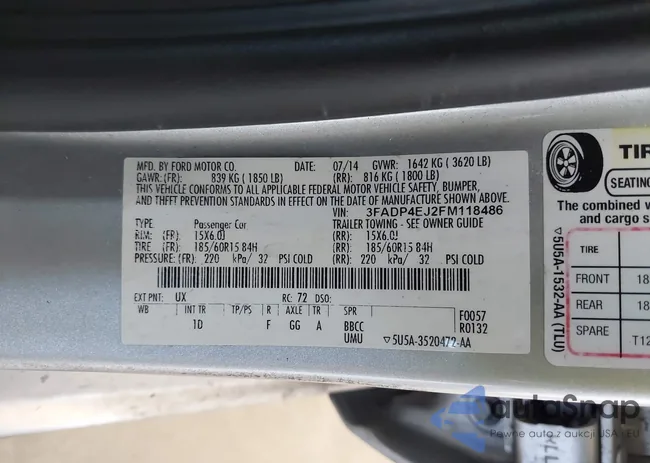 MFD. BY FORD MOTOR CO. DATE: 07/14 GVWR: 1642 KG ( 3620 LB)
GAWR: (FR): 839 KG ( 1850 LB) (RR): 816 KG ( 1800 LB)
THIS VEHICLE CONFORMS TO ALL APPLICABLE FEDERAL MOTOR VEHICLE SAFETY, BUMPER,
AND THEFT PREVENTION STANDARDS IN EFFECT ON THE DATE OF MANUFACTURE SHOWN ABOVE.
VIN: 3FADP4EJ2FM118486
TYPE: Passenger Car TRAILER TOWING - SEE OWNER GUIDE
RIM: (FR): 15X6.0J (RR): 15X6.0J
TIRE (FR): 185/60R15 84H (RR): 185/60R15 84H
PRESSURE: (FR): 220 kPa/ 32 PSI COLD (RR): 220 kPa/ 32 PSI COLD
EXT PNT: UX RC: 72 DSO:
WB INT TR TP/PS R AXLE TR SPR F0057
1D F GG A BBCC R0132
UMU ▽5U5A-3520472-AA
▽5U5A-1532-AA (TLU)
TIR
SEATING
The combined
and cargo s
TIRE
FRONT 18
REAR 18
SPARE T12
autoSnap
Pewne auto z aukcji USA i EU